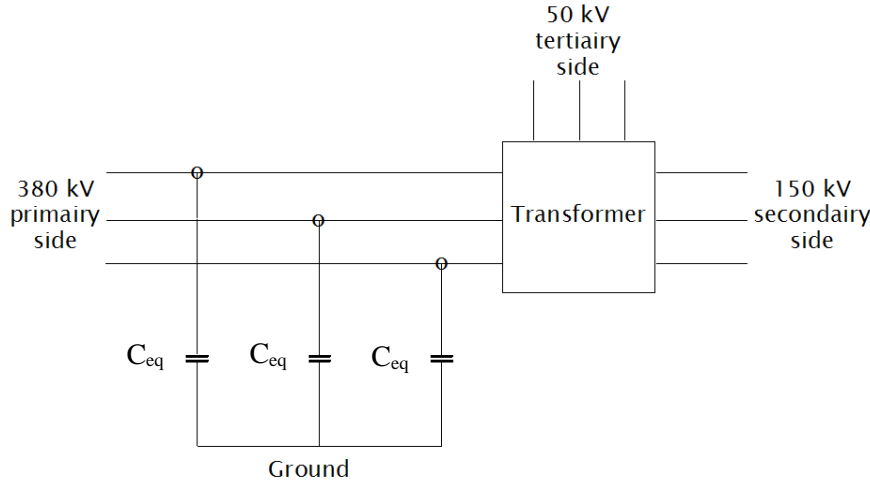 50 kV
tertiairy
side
380 kV
primairy
side
Transformer
150 kV
secondairy
side
Ceq
Ceq
Ceq
Ground